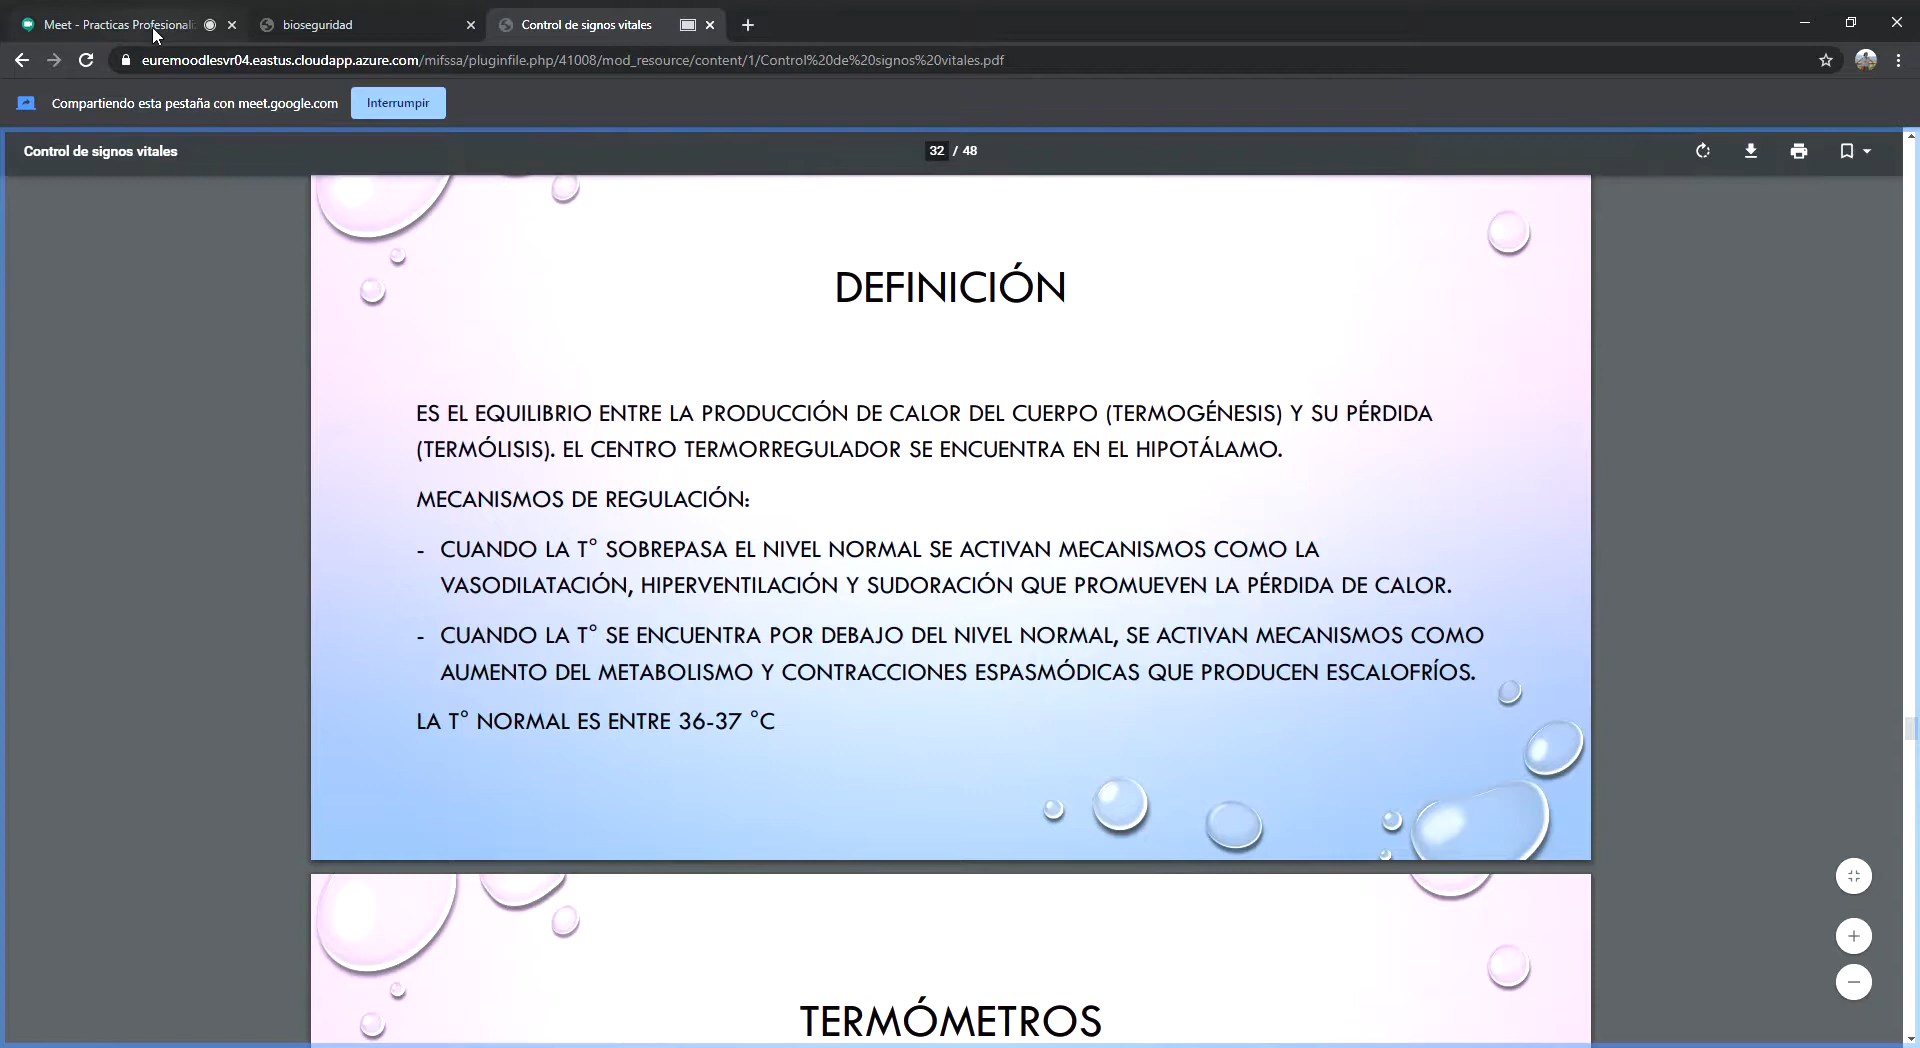 Meet - Practicas Profesionali
bioseguridad
Control de signos vitales
euremoodlesvr04.eastus.cloudapp.azure.com/mifssa/pluginfile.php/41008/mod_resource/content/1/Control%20de%20signos%20vitales.pdf
Compartiendo esta pestaña con meet.google.com
Interrumpir
Control de signos vitales
32 / 48
DEFINICIÓN
ES EL EQUILIBRIO ENTRE LA PRODUCCIÓN DE CALOR DEL CUERPO (TERMOGÉNESIS) Y SU PÉRDIDA
(TERMÓLISIS). EL CENTRO TERMORREGULADOR SE ENCUENTRA EN EL HIPOTÁLAMO.
MECANISMOS DE REGULACIÓN:
- CUANDO LA T° SOBREPASA EL NIVEL NORMAL SE ACTIVAN MECANISMOS COMO LA
VASODILATACIÓN, HIPERVENTILACIÓN Y SUDORACIÓN QUE PROMUEVEN LA PÉRDIDA DE CALOR.
- CUANDO LA T° SE ENCUENTRA POR DEBAJO DEL NIVEL NORMAL, SE ACTIVAN MECANISMOS COMO
AUMENTO DEL METABOLISMO Y CONTRACCIONES ESPASMÓDICAS QUE PRODUCEN ESCALOFRÍOS.
LA T° NORMAL ES ENTRE 36-37 °C
TERMÓMETROS